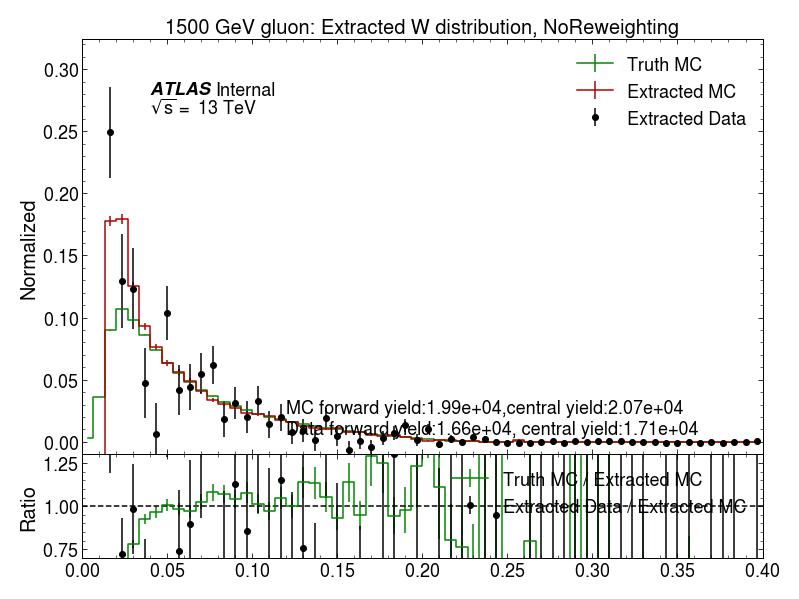 1500 GeV gluon: Extracted W distribution, NoReweighting
ATLAS Internal
√s = 13 TeV
Truth MC
Extracted MC
Extracted Data
Normalized
0.30
0.25
0.20
0.15
0.10
0.05
0.00
MC forward yield:1.99e+04,central yield:2.07e+04
Data forward yield:1.66e+04, central yield:1.71e+04
Ratio
1.25
1.00
0.75
Truth MC / Extracted MC
Extracted Data / Extracted MC
0.00 0.05 0.10 0.15 0.20 0.25 0.30 0.35 0.40